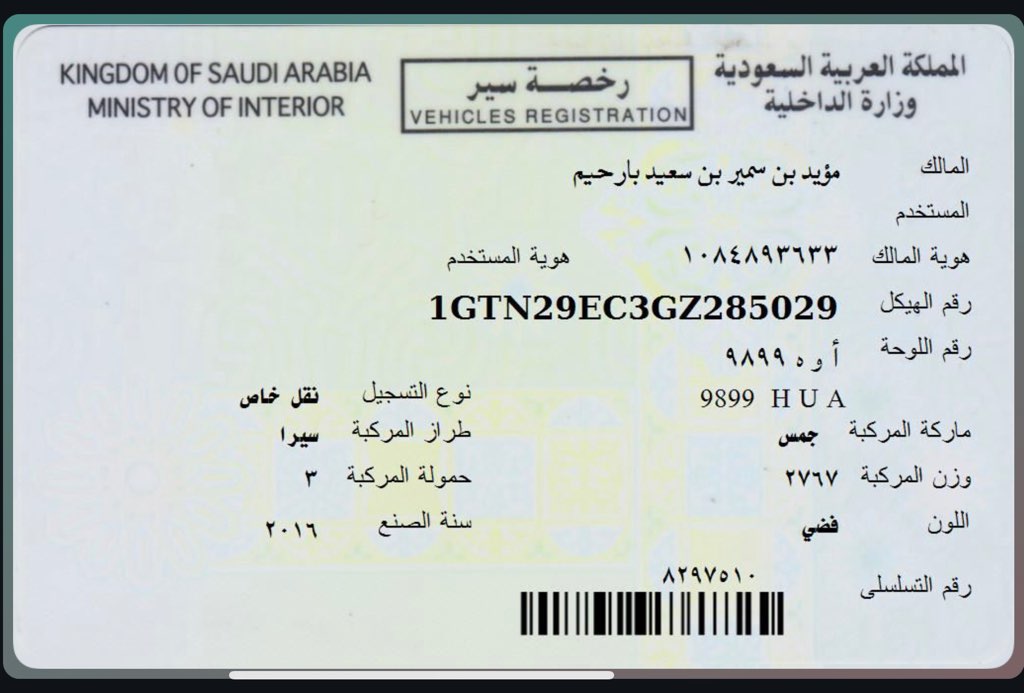 KINGDOM OF SAUDI ARABIA
MINISTRY OF INTERIOR
رخصة سير
VEHICLES REGISTRATION
المملكة العربية السعودية
وزارة الداخلية
المالك مؤيد بن سمير بن سعيد بارحيم
المستخدم
هوية المالك ١٠٨٤٨٩٣٦٣٣ هوية المستخدم
رقم الهيكل 1GTN29EC3GZ285029
رقم اللوحة أ و ه ٩٨٩٩
9899 H U A
نوع التسجيل نقل خاص
ماركة المركبة جمس طراز المركبة سيرا
وزن المركبة ٢٧٦٧ حمولة المركبة ٣
اللون فضي سنة الصنع ٢٠١٦
رقم التسلسلى ٨٢٩٧٥١٠